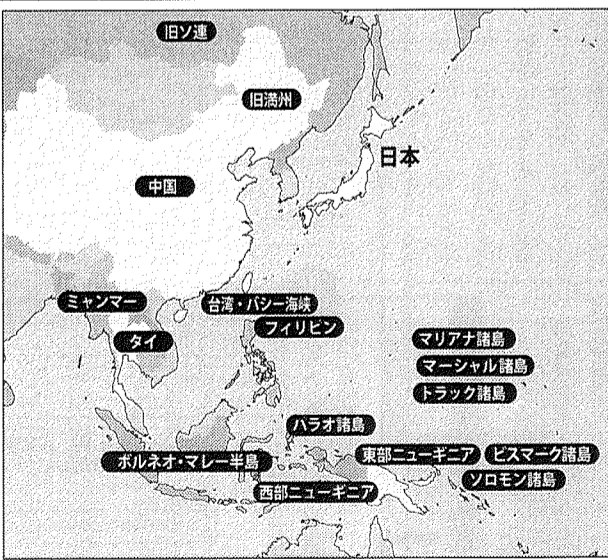 旧ソ連
旧満州
日本
中国
ミャンマー
台湾・バシー海峡
フィリピン
タイ
マリアナ諸島
マーシャル諸島
トラック諸島
パラオ諸島
ボルネオ・マレー半島
東部ニューギニア
ビスマーク諸島
ソロモン諸島
西部ニューギニア